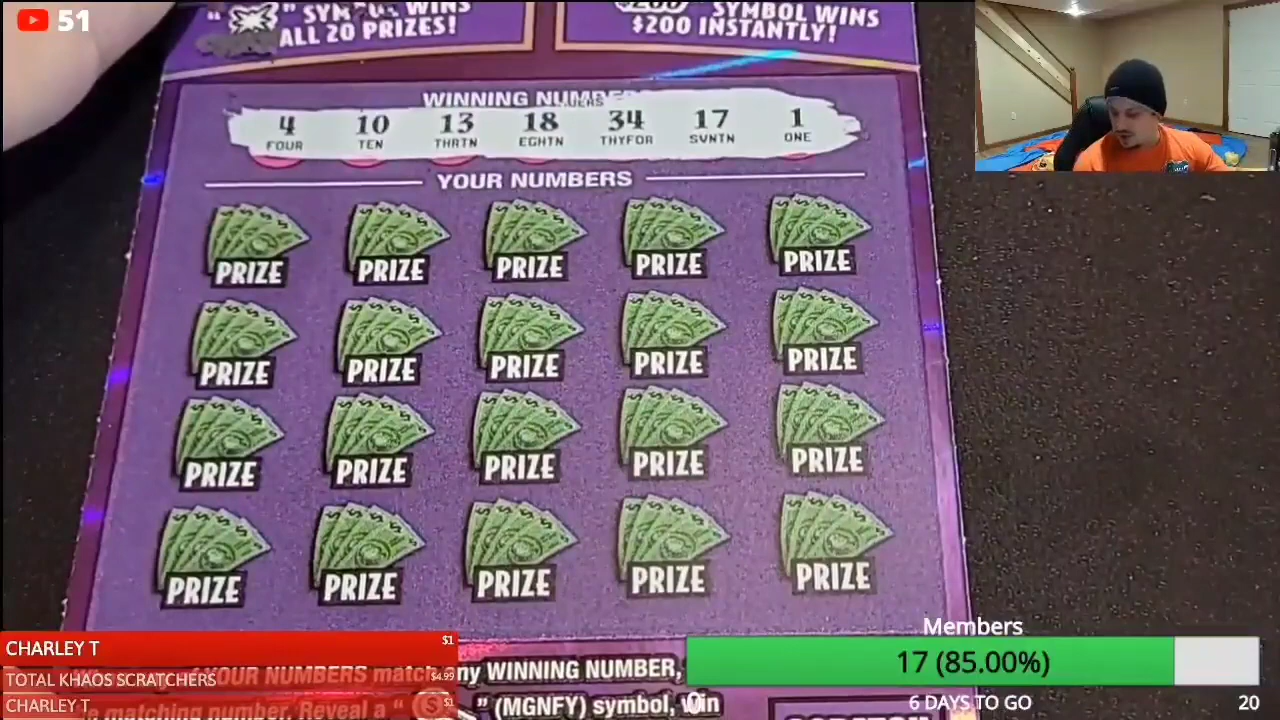 51
" " SYMBOL WINS
ALL 20 PRIZES!
$200 SYMBOL WINS
$200 INSTANTLY!
WINNING NUMBERS
4 10 13 18 34 17 1
FOUR TEN THRTN EGHTN THYFOR SVNTN ONE
YOUR NUMBERS
PRIZE PRIZE PRIZE PRIZE PRIZE
PRIZE PRIZE PRIZE PRIZE PRIZE
PRIZE PRIZE PRIZE PRIZE PRIZE
PRIZE PRIZE PRIZE PRIZE PRIZE
CHARLEY T $1
TOTAL KHAOS SCRATCHERS $4.99
CHARLEY T $1
YOUR NUMBERS match any WINNING NUMBER,
matching number. Reveal a " " (MGNFY) symbol, win
Members
17 (85.00%)
0 6 DAYS TO GO 20